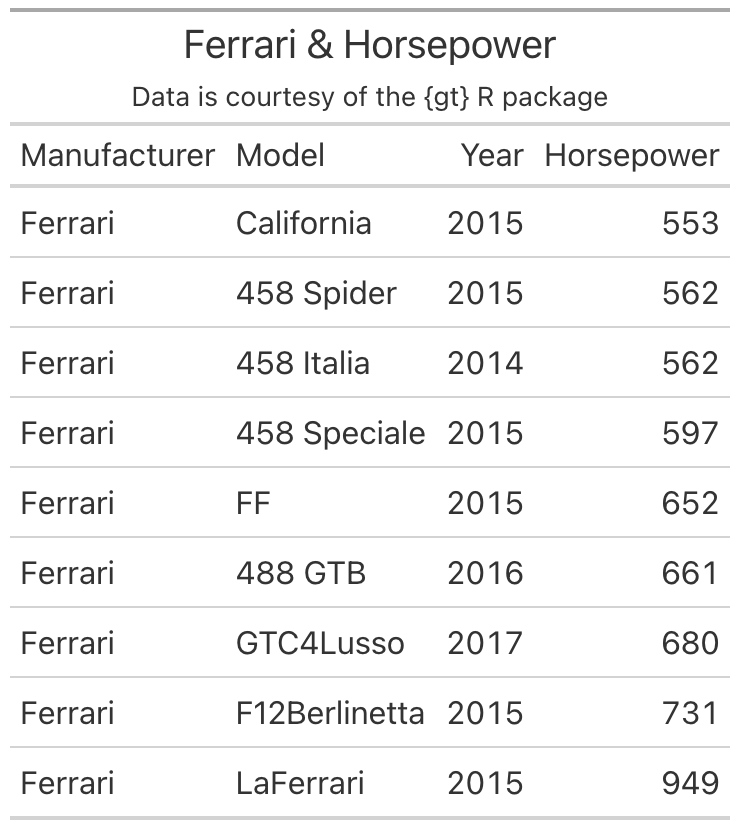 Ferrari & Horsepower
Data is courtesy of the {gt} R package
Manufacturer Model Year Horsepower
Ferrari California 2015 553
Ferrari 458 Spider 2015 562
Ferrari 458 Italia 2014 562
Ferrari 458 Speciale 2015 597
Ferrari FF 2015 652
Ferrari 488 GTB 2016 661
Ferrari GTC4Lusso 2017 680
Ferrari F12Berlinetta 2015 731
Ferrari LaFerrari 2015 949